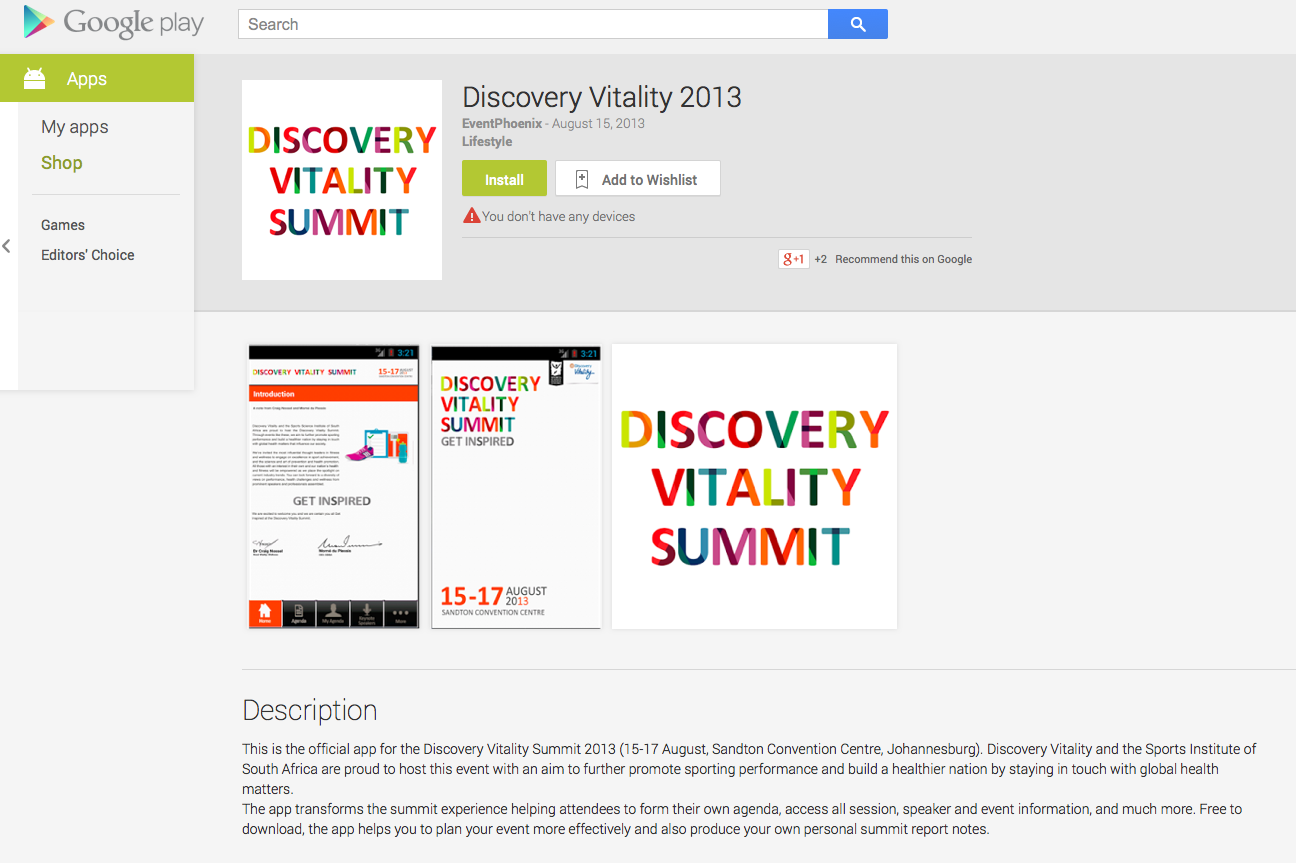 Google play
Search
Apps
My apps
Shop
Games
Editors' Choice
DISCOVERY
VITALITY
SUMMIT
Discovery Vitality 2013
EventPhoenix - August 15, 2013
Lifestyle
Install
Add to Wishlist
You don't have any devices
g+1 +2 Recommend this on Google
3:21
DISCOVERY VITALITY SUMMIT
15-17 AUGUST
Introduction
GET INSPIRED
Dr Craig Nossel
Morné du Plessis
Home
Agenda
My Agenda
Keynote
Speakers
More
3:21
Discovery
Vitality
DISCOVERY
VITALITY
SUMMIT
GET INSPIRED
15-17 AUGUST
2013
SANDTON CONVENTION CENTRE
DISCOVERY
VITALITY
SUMMIT
Description
This is the official app for the Discovery Vitality Summit 2013 (15-17 August, Sandton Convention Centre, Johannesburg). Discovery Vitality and the Sports Institute of
South Africa are proud to host this event with an aim to further promote sporting performance and build a healthier nation by staying in touch with global health
matters.
The app transforms the summit experience helping attendees to form their own agenda, access all session, speaker and event information, and much more. Free to
download, the app helps you to plan your event more effectively and also produce your own personal summit report notes.